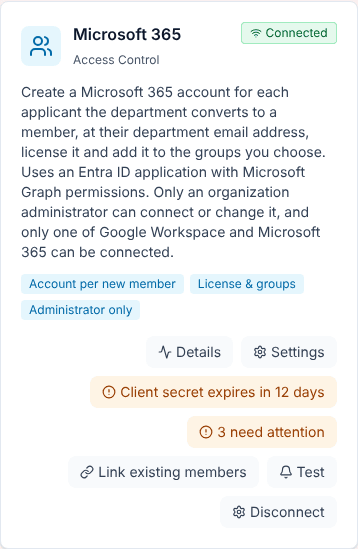 Microsoft 365
Connected
Access Control
Create a Microsoft 365 account for each
applicant the department converts to a
member, at their department email address,
license it and add it to the groups you choose.
Uses an Entra ID application with Microsoft
Graph permissions. Only an organization
administrator can connect or change it, and
only one of Google Workspace and Microsoft
365 can be connected.
Account per new member
License & groups
Administrator only
Details
Settings
Client secret expires in 12 days
3 need attention
Link existing members
Test
Disconnect